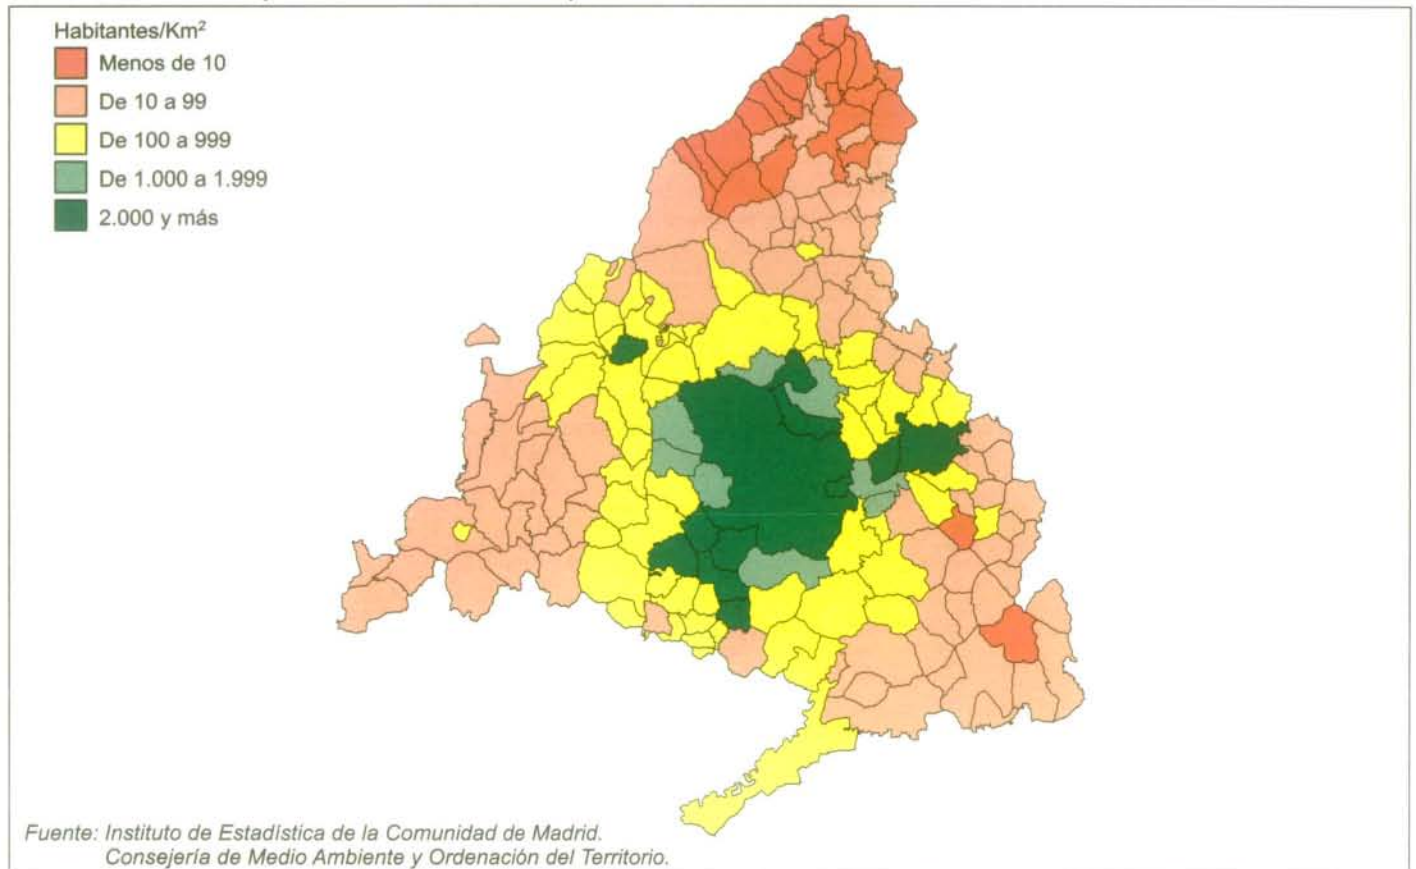 Habitantes/Km²
Menos de 10
De 10 a 99
De 100 a 999
De 1.000 a 1.999
2.000 y más
Fuente: Instituto de Estadística de la Comunidad de Madrid.
Consejería de Medio Ambiente y Ordenación del Territorio.